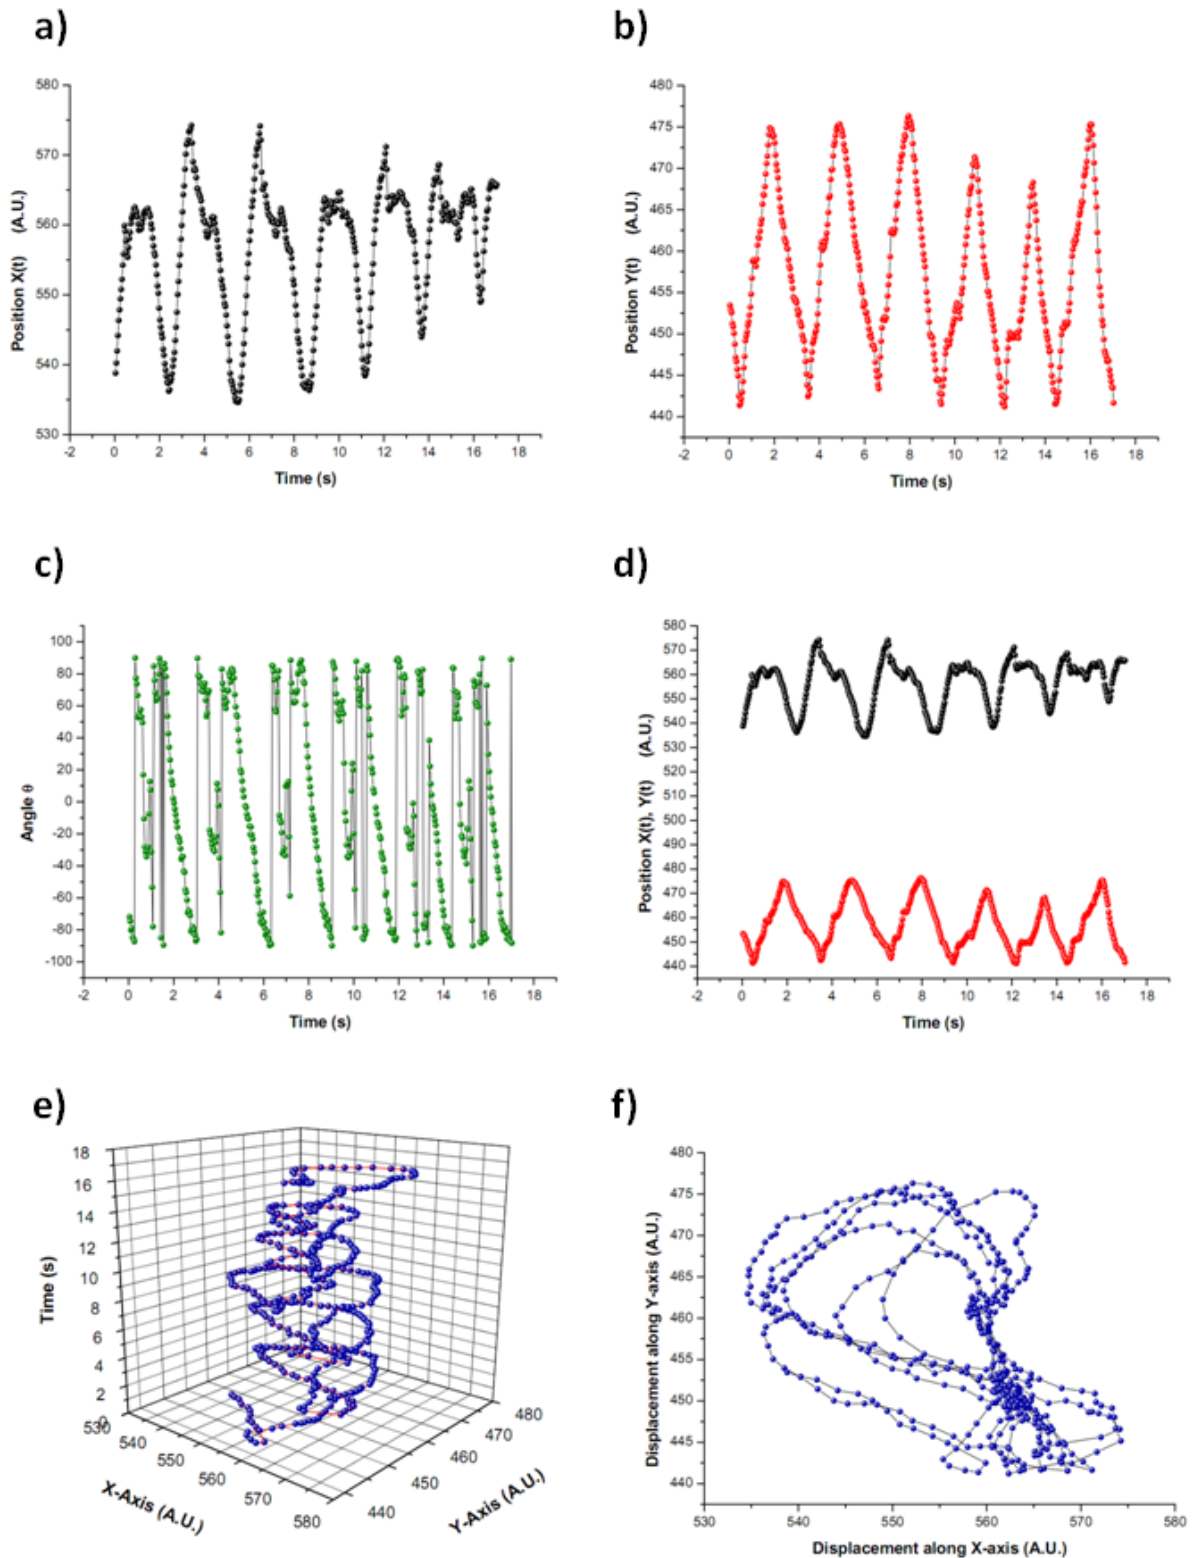 a)
580
570
560
550
540
530
-2 0 2 4 6 8 10 12 14 16 18
Position X(t) (A.U.)
Time (s)
b)
480
475
470
465
460
455
450
445
440
-2 0 2 4 6 8 10 12 14 16 18
Position Y(t) (A.U.)
Time (s)
c)
100
80
60
40
20
0
-20
-40
-60
-80
-100
-2 0 2 4 6 8 10 12 14 16 18
Angle θ
Time (s)
d)
580
570
560
550
540
530
520
510
500
490
480
470
460
450
440
-2 0 2 4 6 8 10 12 14 16 18
Position X(t), Y(t) (A.U.)
Time (s)
e)
18
16
14
12
10
8
6
4
2
0
Time (s)
530
540
550
560
570
580
X-Axis (A.U.)
440
450
460
470
480
Y-Axis (A.U.)
f)
480
475
470
465
460
455
450
445
440
530 540 550 560 570 580
Displacement along Y-axis (A.U.)
Displacement along X-axis (A.U.)